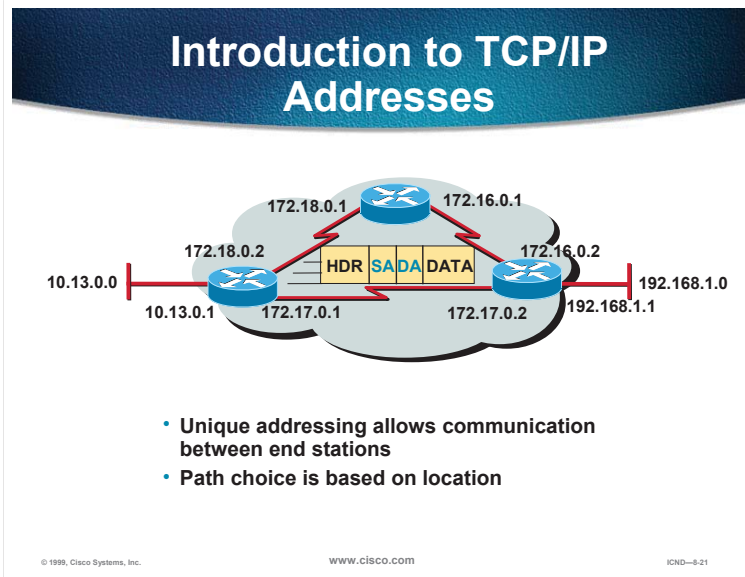 Introduction to TCP/IP
Addresses
172.18.0.1
172.16.0.1
172.18.0.2
172.16.0.2
HDR SA DA DATA
10.13.0.0
192.168.1.0
10.13.0.1
172.17.0.1
172.17.0.2
192.168.1.1
• Unique addressing allows communication
between end stations
• Path choice is based on location
© 1999, Cisco Systems, Inc.
www.cisco.com
ICND—8-21